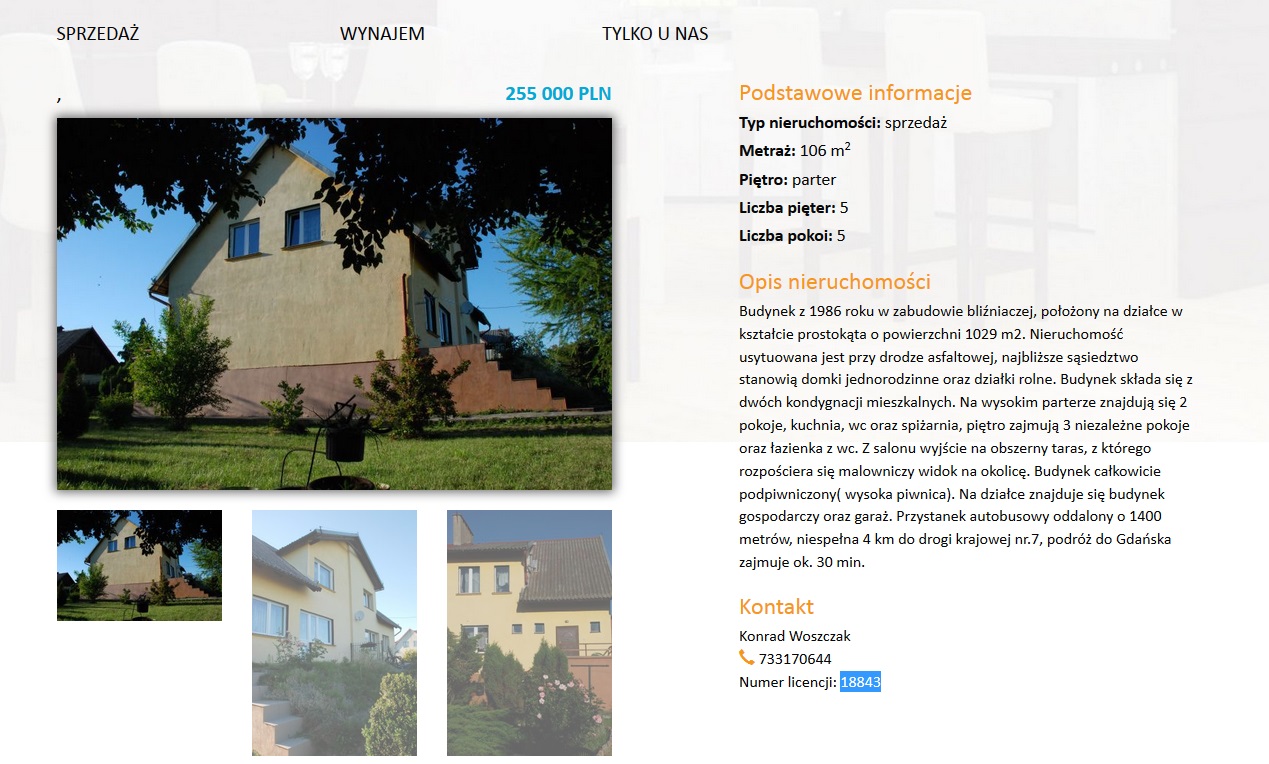 SPRZEDAŻ WYNAJEM TYLKO U NAS
, 255 000 PLN
Podstawowe informacje
Typ nieruchomości: sprzedaż
Metraż: 106 m²
Piętro: parter
Liczba pięter: 5
Liczba pokoi: 5
Opis nieruchomości
Budynek z 1986 roku w zabudowie bliźniaczej, położony na działce w
kształcie prostokąta o powierzchni 1029 m2. Nieruchomość
usytuowana jest przy drodze asfaltowej, najbliższe sąsiedztwo
stanowią domki jednorodzinne oraz działki rolne. Budynek składa się z
dwóch kondygnacji mieszkalnych. Na wysokim parterze znajdują się 2
pokoje, kuchnia, wc oraz spiżarnia, piętro zajmują 3 niezależne pokoje
oraz łazienka z wc. Z salonu wyjście na obszerny taras, z którego
rozpościera się malowniczy widok na okolicę. Budynek całkowicie
podpiwniczony( wysoka piwnica). Na działce znajduje się budynek
gospodarczy oraz garaż. Przystanek autobusowy oddalony o 1400
metrów, niespełna 4 km do drogi krajowej nr.7, podróż do Gdańska
zajmuje ok. 30 min.
Kontakt
Konrad Woszczak
733170644
Numer licencji: 18843